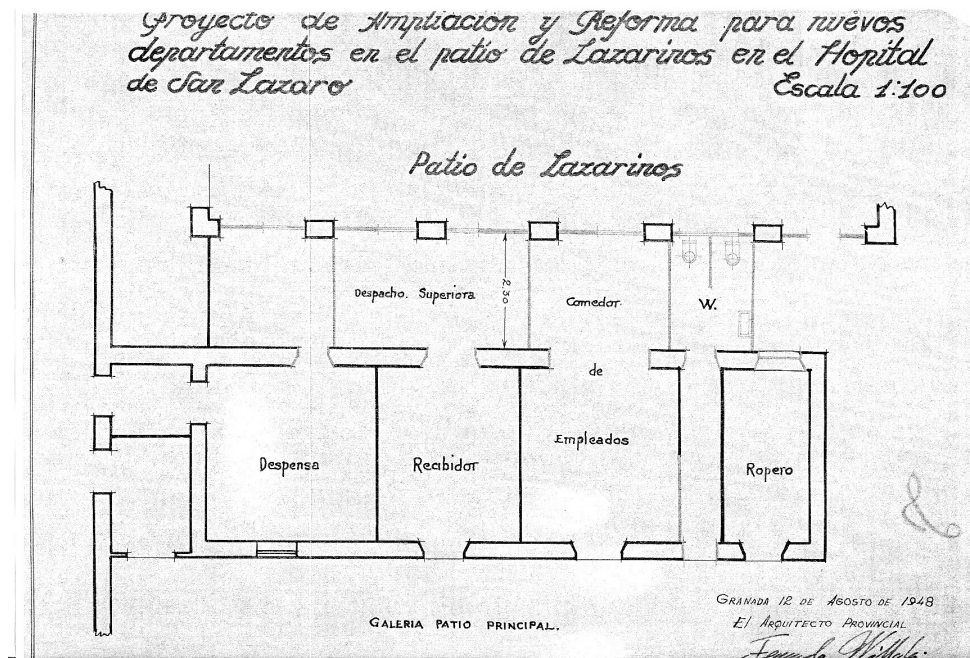 Proyecto de Ampliación y Reforma para nuevos
departamentos en el patio de Lazarinos en el Hopital
de San Lazaro Escala 1:100
Patio de Lazarinos
Despacho. Superiora
2,30
Comedor.
W.
de
Empleados
Despensa
Recibidor
Ropero
GRANADA 12 DE AGOSTO DE 1948
GALERIA PATIO PRINCIPAL.
El ARQUITECTO PROVINCIAL